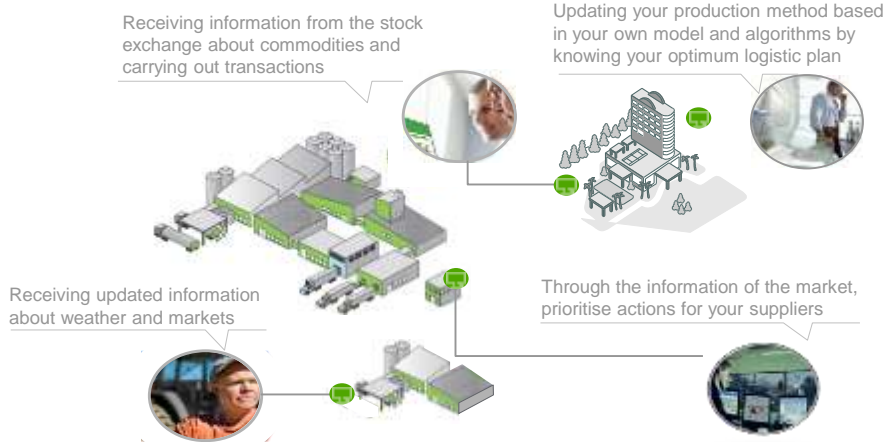 Receiving information from the stock
exchange about commodities and
carrying out transactions
Updating your production method based
in your own model and algorithms by
knowing your optimum logistic plan
Receiving updated information
about weather and markets
Through the information of the market,
prioritise actions for your suppliers